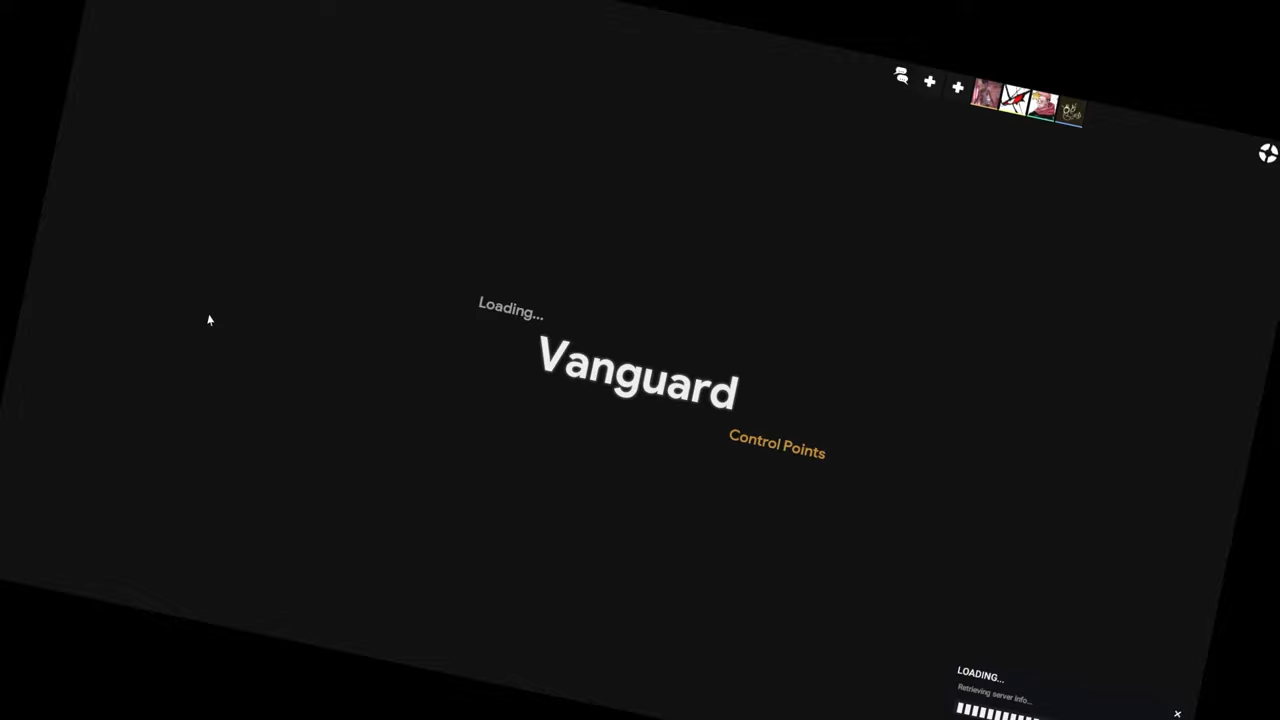 Loading...
Vanguard
Control Points
LOADING...
Retrieving server info...